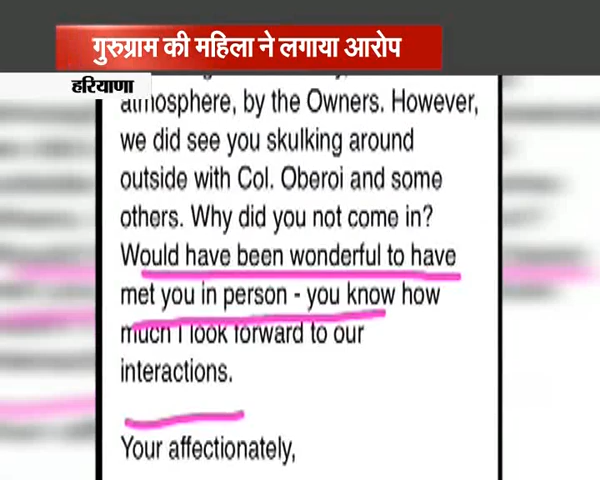 गुरुग्राम की महिला ने लगाया आरोप
हरियाणा
atmosphere, by the Owners. However,
we did see you skulking around
outside with Col. Oberoi and some
others. Why did you not come in?
Would have been wonderful to have
met you in person - you know how
much I look forward to our
interactions.
Your affectionately,